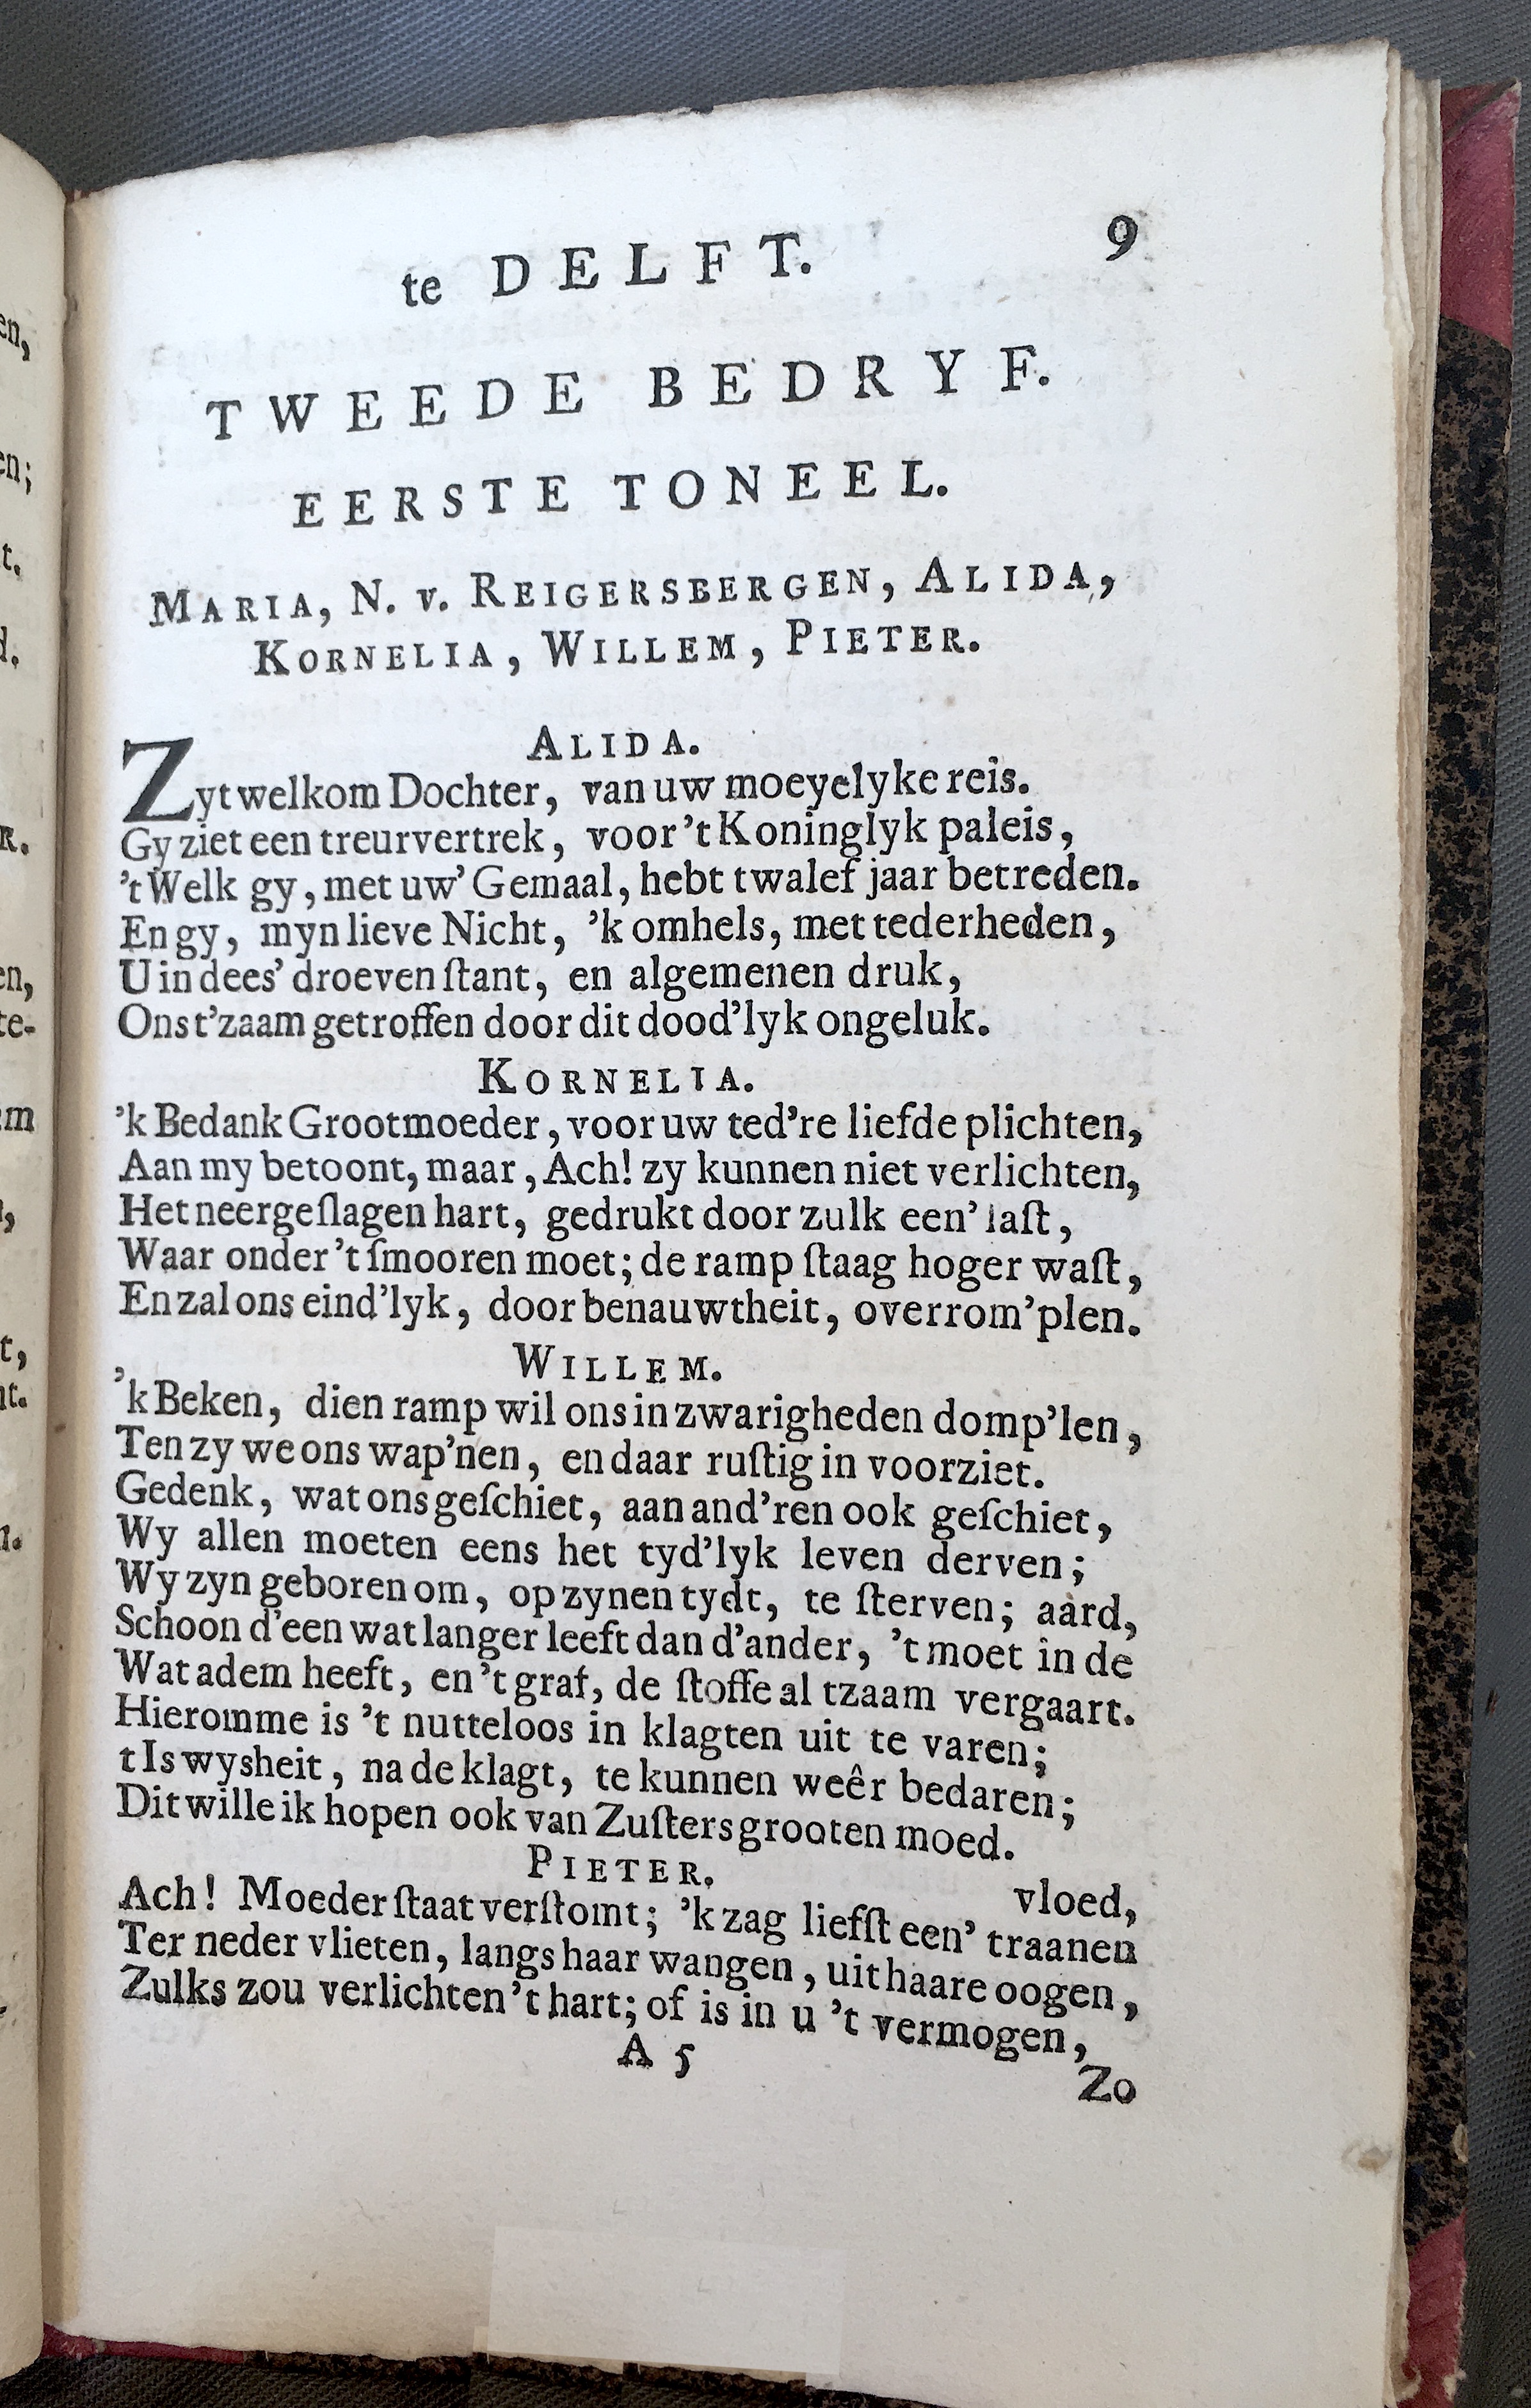 te DELFT. 9
TWEEDE BEDRYF.
EERSTE TONEEL.
MARIA, N. v. REIGERSBERGEN, ALIDA,
KORNELIA, WILLEM, PIETER.
ALIDA.
Zyt welkom Dochter, van uw moeyelyke reis.
Gy ziet een treurvertrek, voor 't Koninglyk paleis,
't Welk gy, met uw' Gemaal, hebt twalef jaar betreden.
En gy, myn lieve Nicht, 'k omhels, met tederheden,
U in dees' droeven ſtant, en algemenen druk,
Ons t'zaam getroffen door dit dood'lyk ongeluk.
KORNELIA.
'k Bedank Grootmoeder, voor uw ted're liefde plichten,
Aan my betoont, maar, Ach! zy kunnen niet verlichten,
Het neergeſlagen hart, gedrukt door zulk een' laſt,
Waar onder 't ſmooren moet; de ramp ſtaag hoger waſt,
En zal ons eind'lyk, door benauwtheit, overrom'plen.
WILLEM.
'k Beken, dien ramp wil ons in zwarigheden domp'len,
Ten zy we ons wap'nen, en daar ruſtig in voorziet.
Gedenk, wat ons geſchiet, aan and'ren ook geſchiet,
Wy allen moeten eens het tyd'lyk leven derven;
Wy zyn geboren om, op zynen tydt, te ſterven; aard,
Schoon d'een wat langer leeft dan d'ander, 't moet in de
Wat adem heeft, en 't graf, de ſtoffe al tzaam vergaart.
Hieromme is 't nutteloos in klagten uit te varen;
t Is wysheit, na de klagt, te kunnen weêr bedaren;
Dit wille ik hopen ook van Zuſters grooten moed.
PIETER.
vloed,
Ach! Moeder ſtaat verſtomt; 'k zag liefſt een' traanen
Ter neder vlieten, langs haar wangen, uit haare oogen,
Zulks zou verlichten 't hart; of is in u 't vermogen,
A 5
Zo
en,
en;
t.
d.
R.
en,
te-
m
,
t,
t.